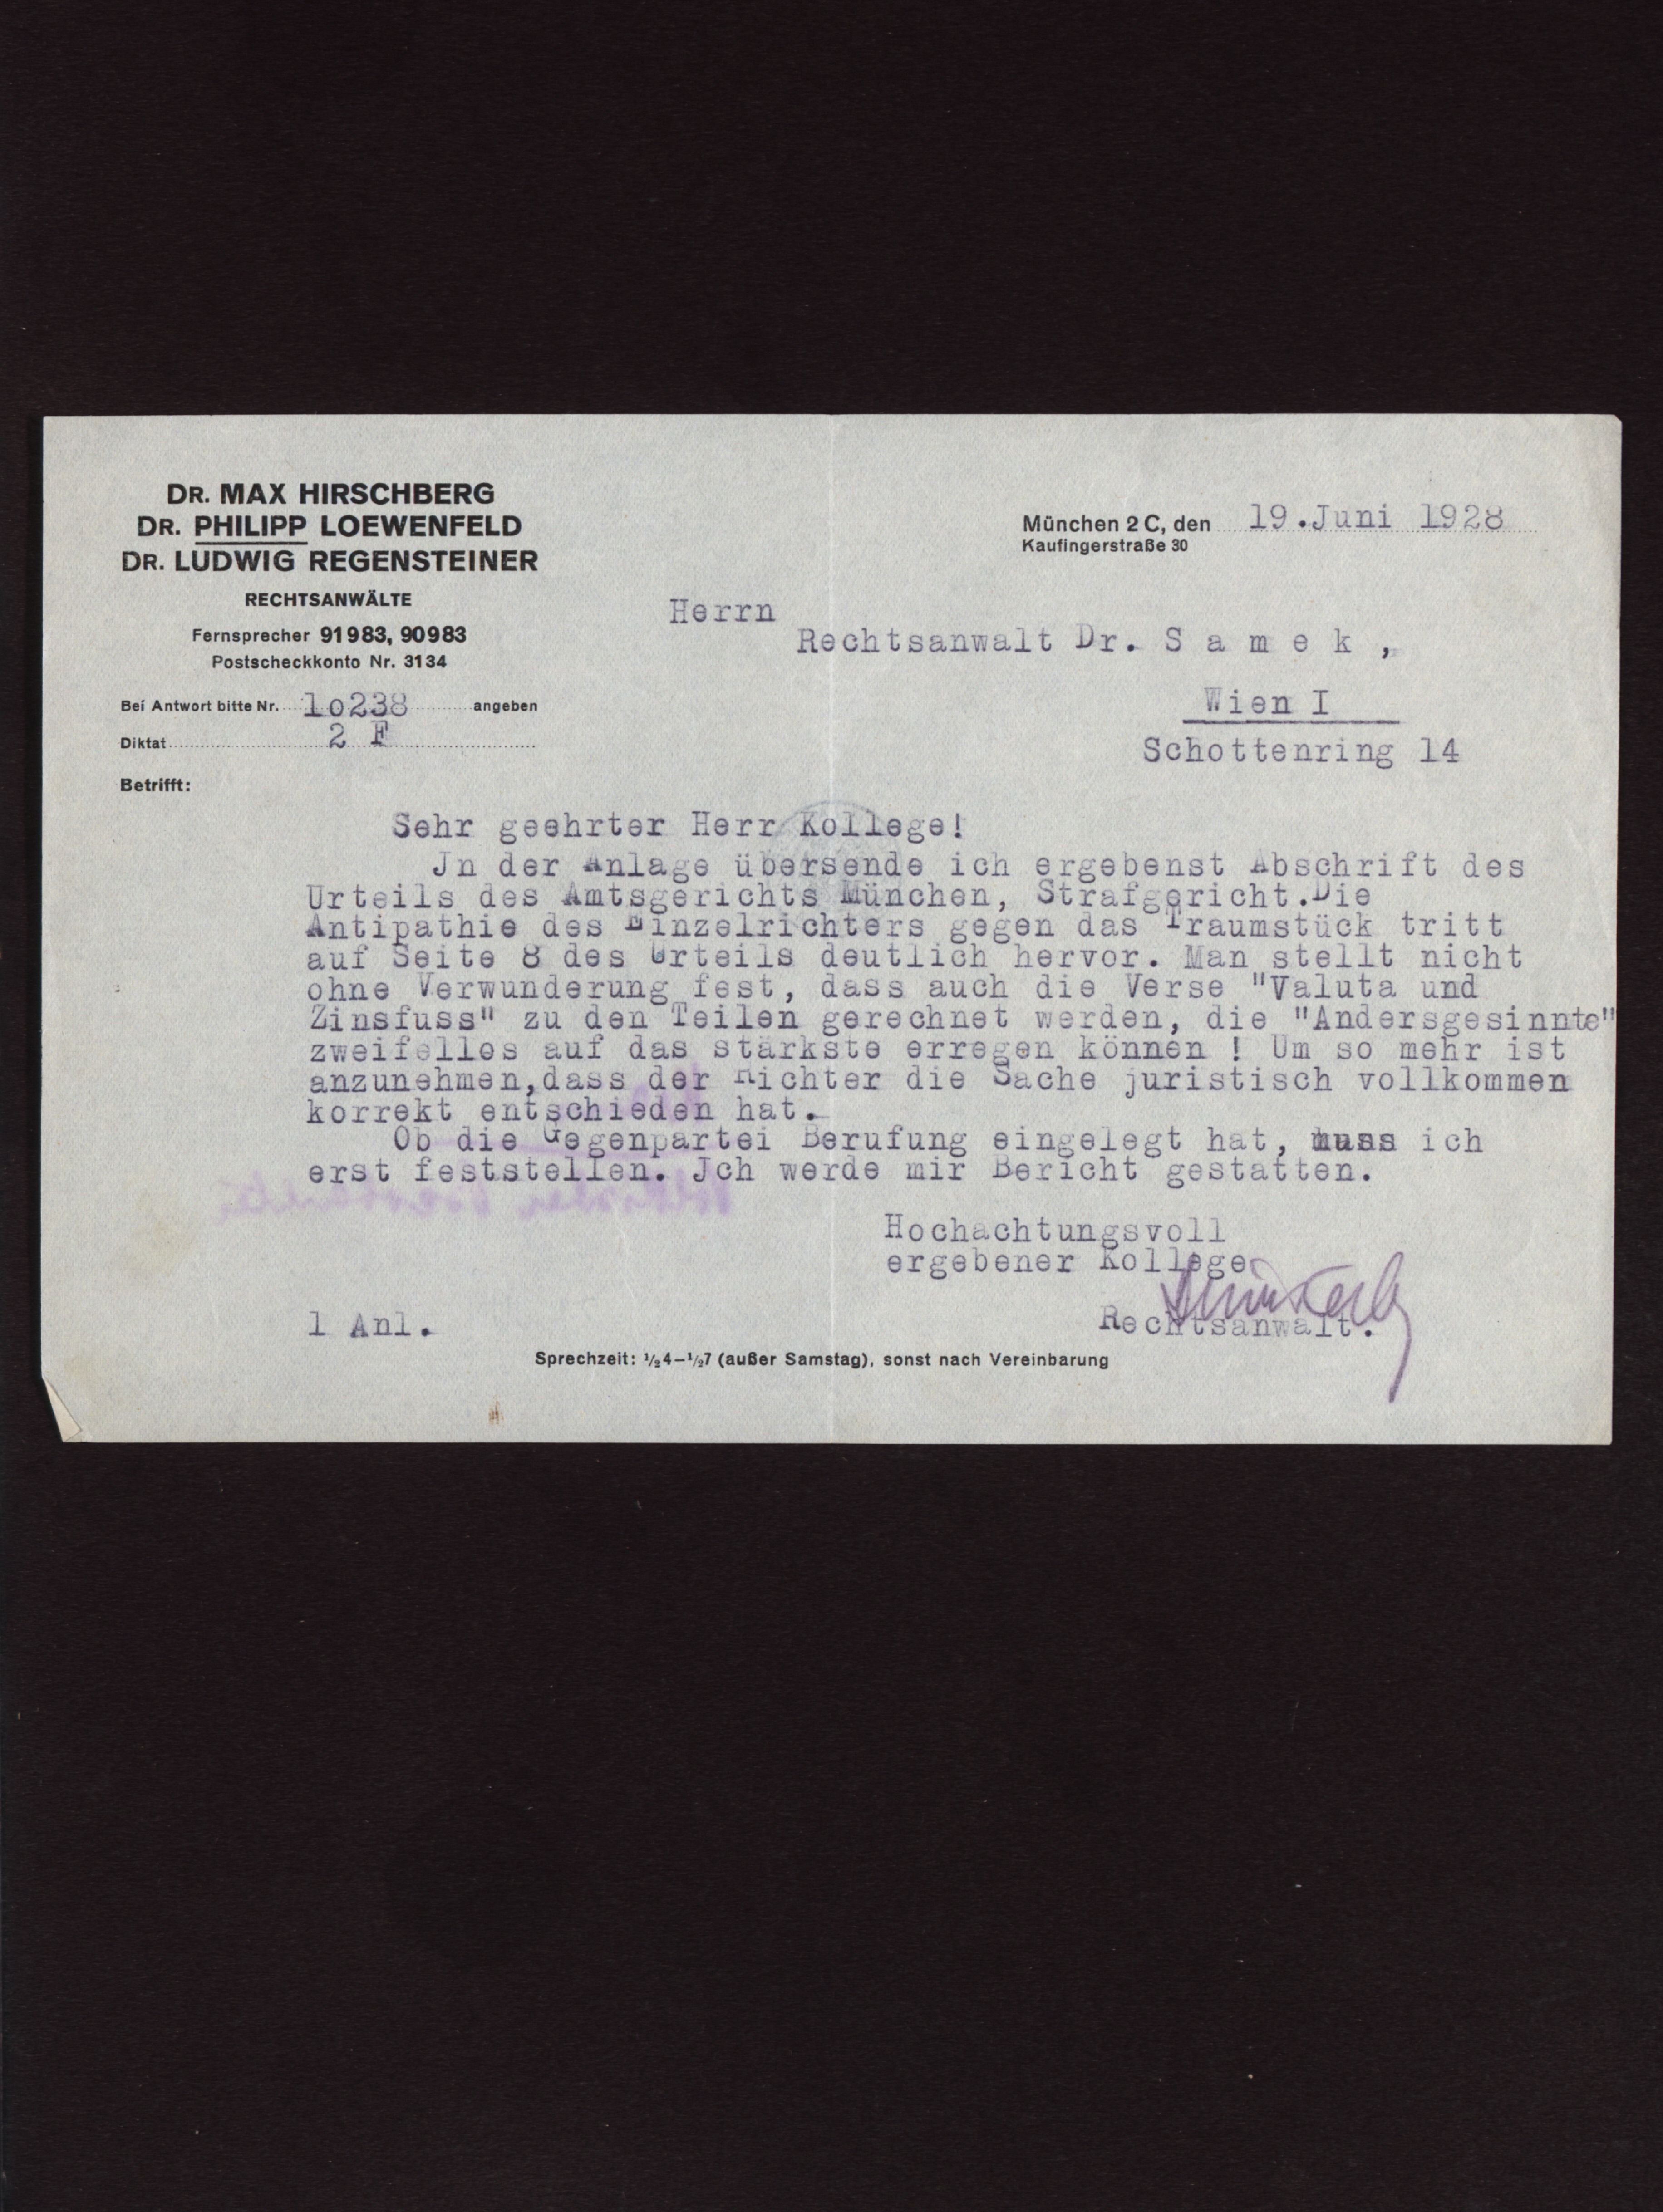 DR. MAX HIRSCHBERG
DR. PHILIPP LOEWENFELD
DR. LUDWIG REGENSTEINER
RECHTSANWÄLTE
Fernsprecher 91983, 90983
Postscheckkonto Nr. 3134
Bei Antwort bitte Nr. 1o238 angeben
Diktat 2 F
Betrifft:
München 2 C, den 19.Juni 1928
Kaufingerstraße 30
Herrn
Rechtsanwalt Dr. S a m e k ,
Wien I
Schottenring 14
Sehr geehrter Herr Kollege!
Jn der Anlage übersende ich ergebenst Abschrift des
Urteils des Amtsgerichts München, Strafgericht.Die
Antipathie des Einzelrichters gegen das Traumstück tritt
auf Seite 8 des Urteils deutlich hervor. Man stellt nicht
ohne Verwunderung fest, dass auch die Verse "Valuta und
Zinsfuss" zu den Teilen gerechnet werden, die "Andersgesinnte"
zweifellos auf das stärkste erregen können ! Um so mehr ist
anzunehmen,dass der Richter die Sache juristisch vollkommen
korrekt entschieden hat.
Ob die Gegenpartei Berufung eingelegt hat, muss ich
erst feststellen. Jch werde mir Bericht gestatten.
Hochachtungsvoll
ergebener Kollege
Rechtsanwalt.
1 Anl.
Sprechzeit: ½4–½7 (außer Samstag), sonst nach Vereinbarung